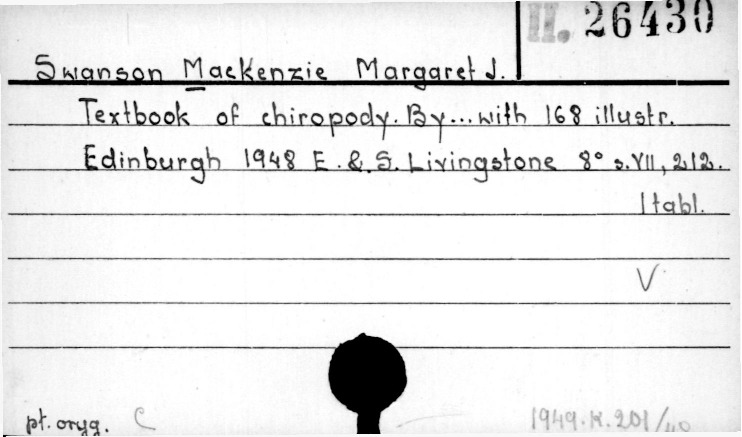 II. 26430
Swanson Mackenzie Margaret J.
Textbook of chiropody. By... with 168 illustr.
Edinburgh 1948 E. & S. Livingstone 8° s. VII, 212.
1 tabl.
V
pt. oryg. C
1949.K.201/40